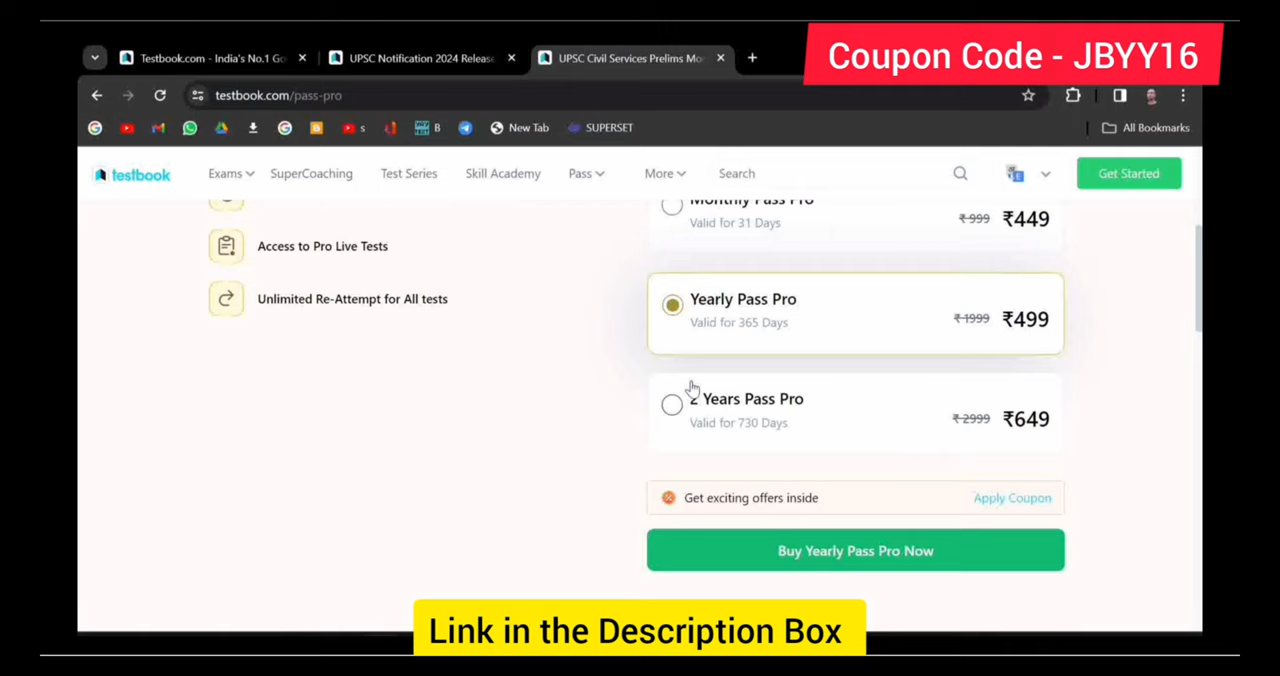 Coupon Code - JBYY16
Testbook.com - India's No.1 Go
UPSC Notification 2024 Release
UPSC Civil Services Prelims Mo
testbook.com/pass-pro
s
B
New Tab
SUPERSET
All Bookmarks
testbook
Exams
SuperCoaching
Test Series
Skill Academy
Pass
More
Search
Get Started
Monthly Pass Pro
Valid for 31 Days
₹ 999 ₹449
Access to Pro Live Tests
Unlimited Re-Attempt for All tests
Yearly Pass Pro
Valid for 365 Days
₹ 1999 ₹499
2 Years Pass Pro
Valid for 730 Days
₹ 2999 ₹649
Get exciting offers inside
Apply Coupon
Buy Yearly Pass Pro Now
Link in the Description Box